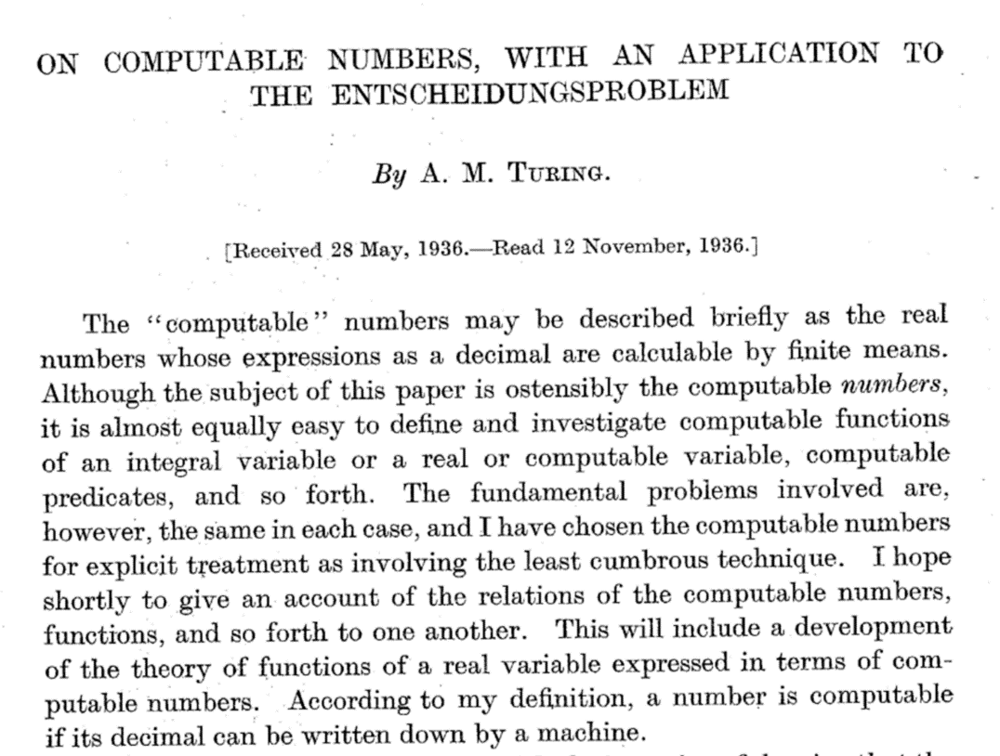 ON COMPUTABLE NUMBERS, WITH AN APPLICATION TO
THE ENTSCHEIDUNGSPROBLEM
By A. M. TURING.
[Received 28 May, 1936.—Read 12 November, 1936.]
The “computable” numbers may be described briefly as the real
numbers whose expressions as a decimal are calculable by finite means.
Although the subject of this paper is ostensibly the computable numbers,
it is almost equally easy to define and investigate computable functions
of an integral variable or a real or computable variable, computable
predicates, and so forth. The fundamental problems involved are,
however, the same in each case, and I have chosen the computable numbers
for explicit treatment as involving the least cumbrous technique. I hope
shortly to give an account of the relations of the computable numbers,
functions, and so forth to one another. This will include a development
of the theory of functions of a real variable expressed in terms of com-
putable numbers. According to my definition, a number is computable
if its decimal can be written down by a machine.